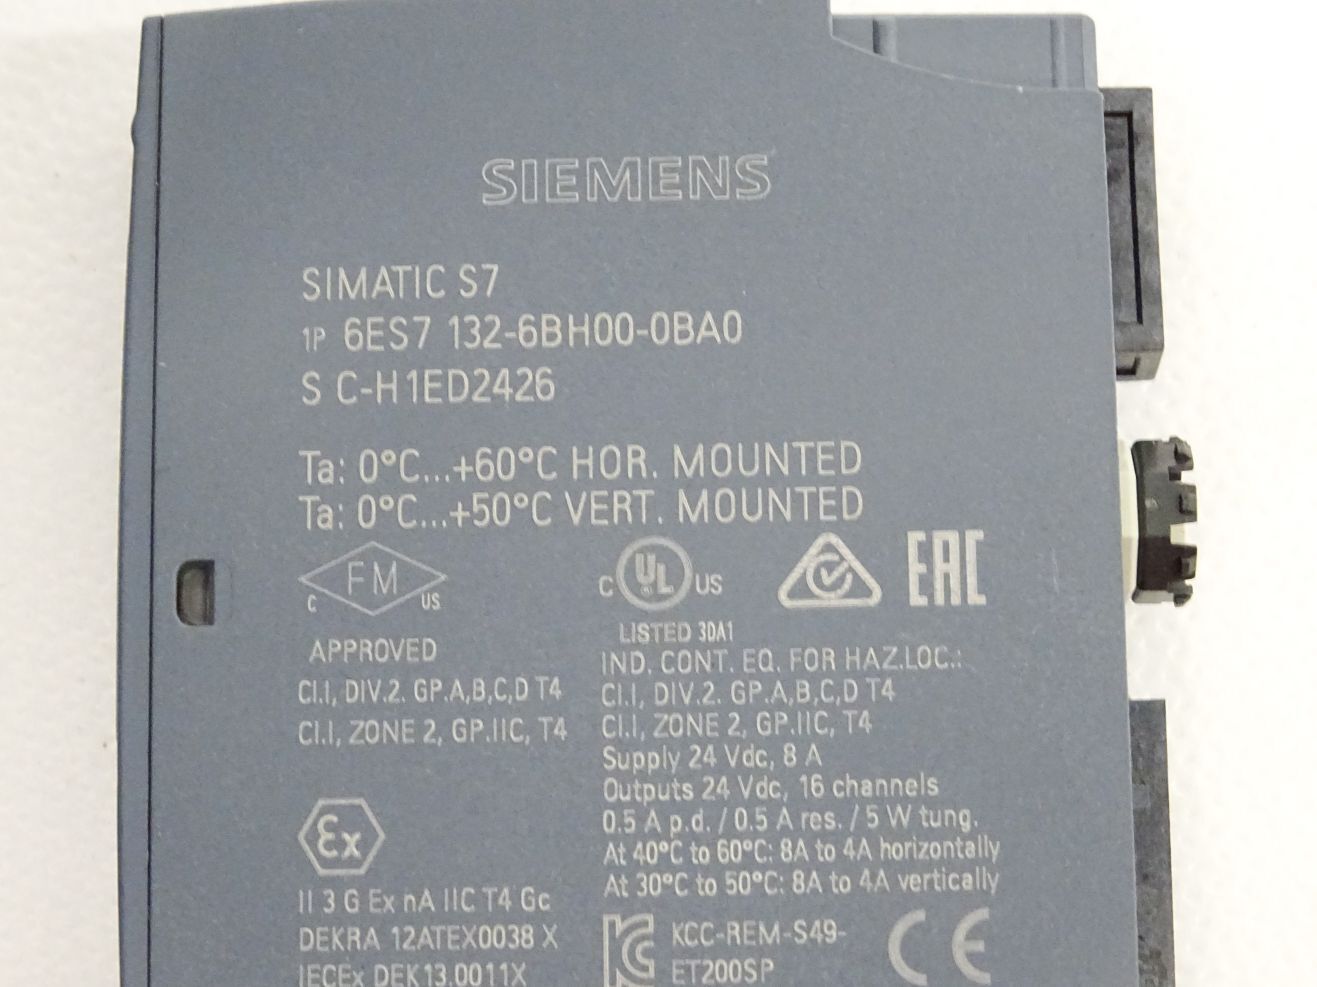 SIEMENS
SIMATIC S7
1P 6ES7 132-6BH00-0BA0
S C-H1ED2426
Ta: 0°C...+60°C HOR. MOUNTED
Ta: 0°C...+50°C VERT. MOUNTED
C FM US
APPROVED
CI.I, DIV.2. GP.A,B,C,D T4
CI.I, ZONE 2, GP.IIC, T4
C UL US
LISTED 3DA1
IND. CONT. EQ. FOR HAZ.LOC.:
CI.I, DIV.2. GP.A,B,C,D T4
CI.I, ZONE 2, GP.IIC, T4
Supply 24 Vdc, 8 A
Outputs 24 Vdc, 16 channels
0.5 A p.d. / 0.5 A res. / 5 W tung.
At 40°C to 60°C: 8A to 4A horizontally
At 30°C to 50°C: 8A to 4A vertically
EAC
Ex
II 3 G Ex nA IIC T4 Gc
DEKRA 12ATEX0038 X
IECEx DEK13.0011X
KCC-REM-S49-
ET200SP
CE